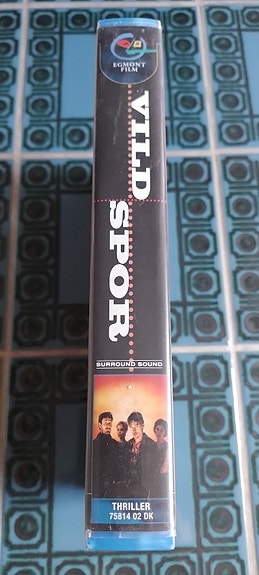 EGMONT
FILM
VILD SPOR
SURROUND SOUND
THRILLER
75814 02 DK